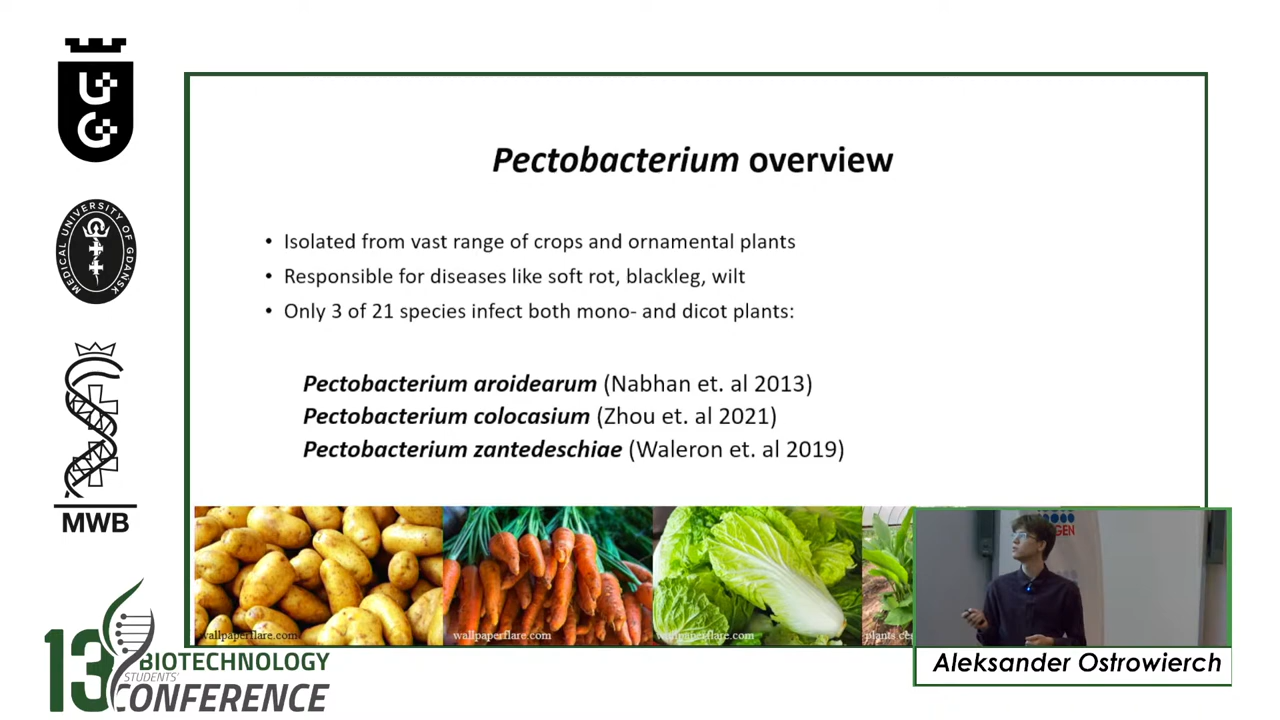 UG
MEDICAL UNIVERSITY OF GDAŃSK
MWB
Pectobacterium overview
• Isolated from vast range of crops and ornamental plants
• Responsible for diseases like soft rot, blackleg, wilt
• Only 3 of 21 species infect both mono- and dicot plants:
Pectobacterium aroidearum (Nabhan et. al 2013)
Pectobacterium colocasium (Zhou et. al 2021)
Pectobacterium zantedeschiae (Waleron et. al 2019)
wallpaperflare.com
wallpaperflare.com
wallpaperflare.com
plants
13 BIOTECHNOLOGY
STUDENTS'
CONFERENCE
Aleksander Ostrowierch